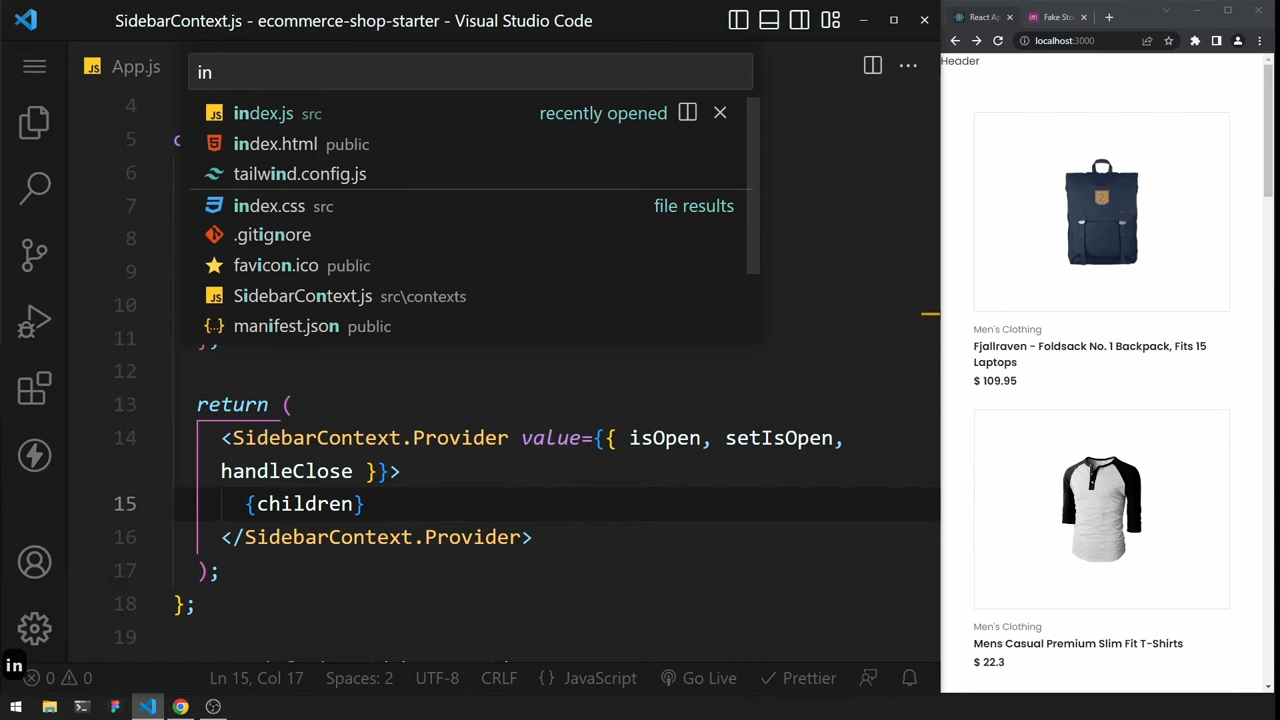 SidebarContext.js - ecommerce-shop-starter - Visual Studio Code
App.js
in
index.js src recently opened
index.html public
tailwind.config.js
index.css src file results
.gitignore
favicon.ico public
SidebarContext.js src\contexts
manifest.json public
4
5
6
7
8
9
10
11
12
13 return (
14 <SidebarContext.Provider value={{ isOpen, setIsOpen,
handleClose }}>
15 {children}
16 </SidebarContext.Provider>
17 );
18 };
19
in
0 0 Ln 15, Col 17 Spaces: 2 UTF-8 CRLF {} JavaScript Go Live Prettier
React Ap
Fake Sto
localhost:3000
Header
Men's Clothing
Fjallraven - Foldsack No. 1 Backpack, Fits 15
Laptops
$ 109.95
Men's Clothing
Mens Casual Premium Slim Fit T-Shirts
$ 22.3